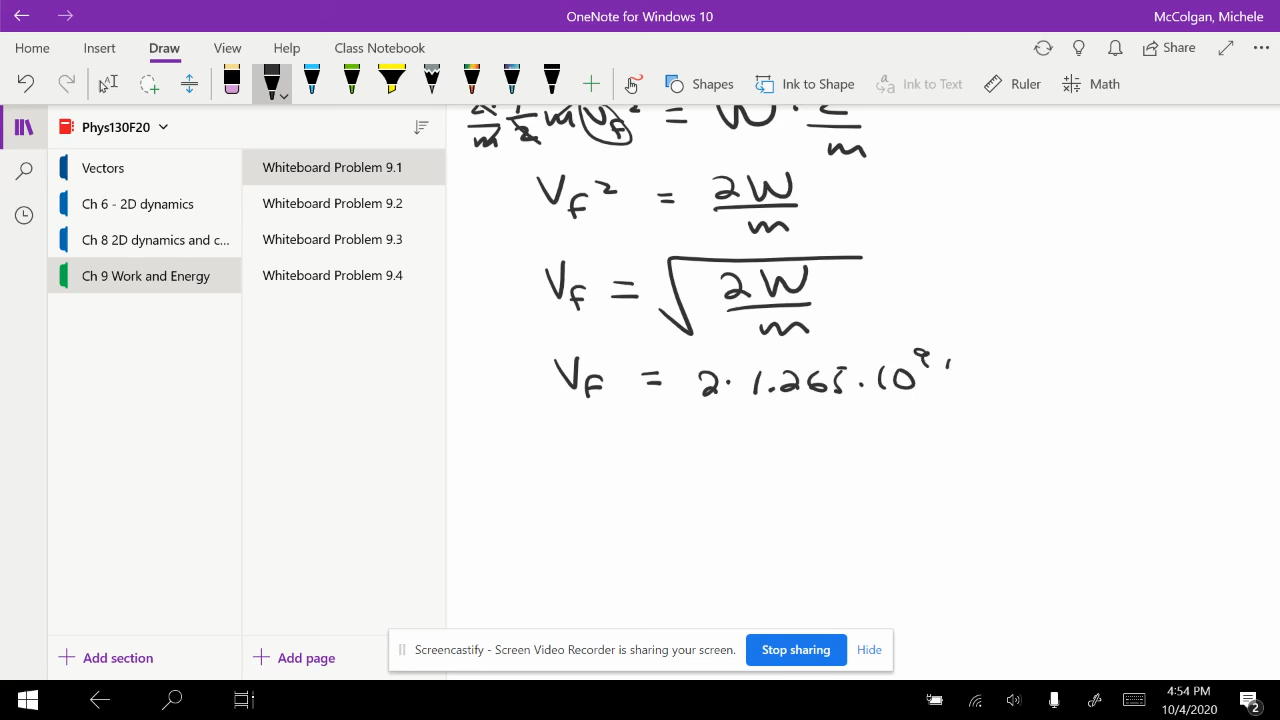 OneNote for Windows 10
McColgan, Michele
Home Insert Draw View Help Class Notebook
Share
Shapes Ink to Shape Ink to Text Ruler Math
Phys130F20
Vectors
Ch 6 - 2D dynamics
Ch 8 2D dynamics and c...
Ch 9 Work and Energy
Whiteboard Problem 9.1
Whiteboard Problem 9.2
Whiteboard Problem 9.3
Whiteboard Problem 9.4
Vf² = 2W/m
Vf = √(2W/m)
Vf = 2 · 1.265 · 10⁹
+ Add section
+ Add page
Screencastify - Screen Video Recorder is sharing your screen.
Stop sharing
Hide
4:54 PM
10/4/2020
2